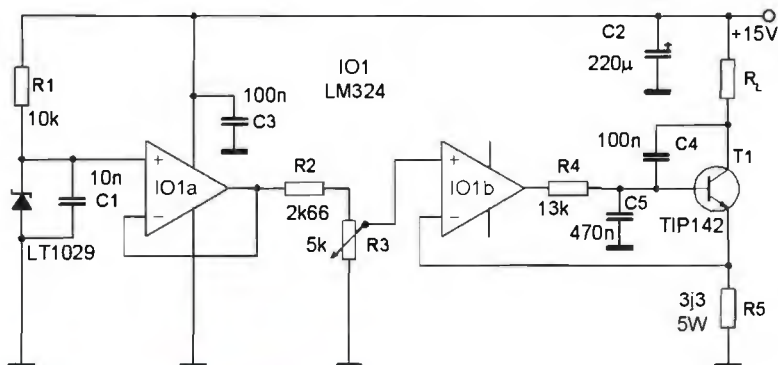 R1
10k
10n
C1
LT1029
IO1
LM324
100n
C3
+
IO1a
−
R2
2k66
5k
R3
+
IO1b
−
R4
13k
C5
470n
100n
C4
C2
220µ
+
+15V
RL
T1
TIP142
3j3
5W
R5